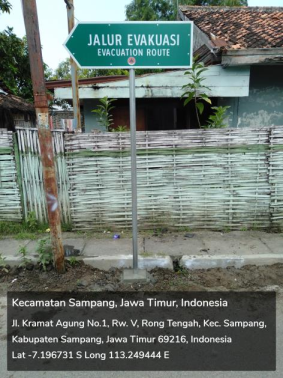 JALUR EVAKUASI
EVACUATION ROUTE
Kecamatan Sampang, Jawa Timur, Indonesia
Jl. Kramat Agung No.1, Rw. V, Rong Tengah, Kec. Sampang,
Kabupaten Sampang, Jawa Timur 69216, Indonesia
Lat -7.196731 S Long 113.249444 E